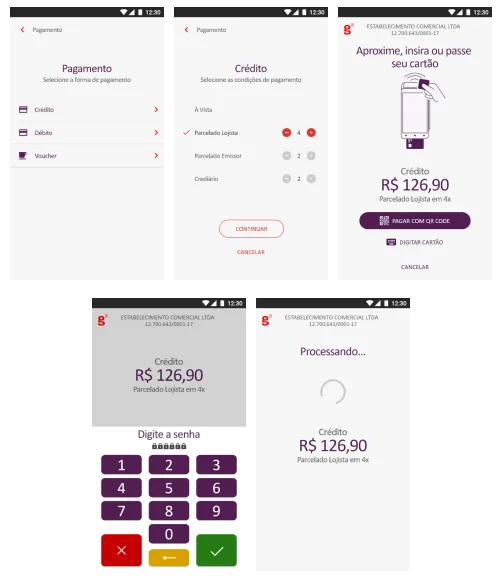 12:30
Pagamento
Pagamento
Selecione a forma de pagamento
Crédito
Débito
Voucher
12:30
Pagamento
Crédito
Selecione as condições de pagamento
À Vista
Parcelado Lojista 4
Parcelado Emissor 2
Crediário 2
CONTINUAR
CANCELAR
12:30
g
ESTABELECIMENTO COMERCIAL LTDA
12.700.643/0001-17
Aproxime, insira ou passe
seu cartão
Crédito
R$ 126,90
Parcelado Lojista em 4x
PAGAR COM QR CODE
DIGITAR CARTÃO
CANCELAR
12:30
g
ESTABELECIMENTO COMERCIAL LTDA
12.700.643/0001-17
Crédito
R$ 126,90
Parcelado Lojista em 4x
Digite a senha
1 2 3
4 5 6
7 8 9
0
12:30
g
ESTABELECIMENTO COMERCIAL LTDA
12.700.643/0001-17
Processando...
Crédito
R$ 126,90
Parcelado Lojista em 4x